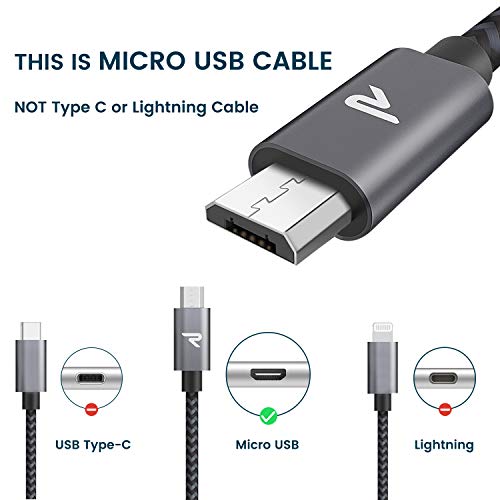 THIS IS MICRO USB CABLE
NOT Type C or Lightning Cable
USB Type-C
Micro USB
Lightning